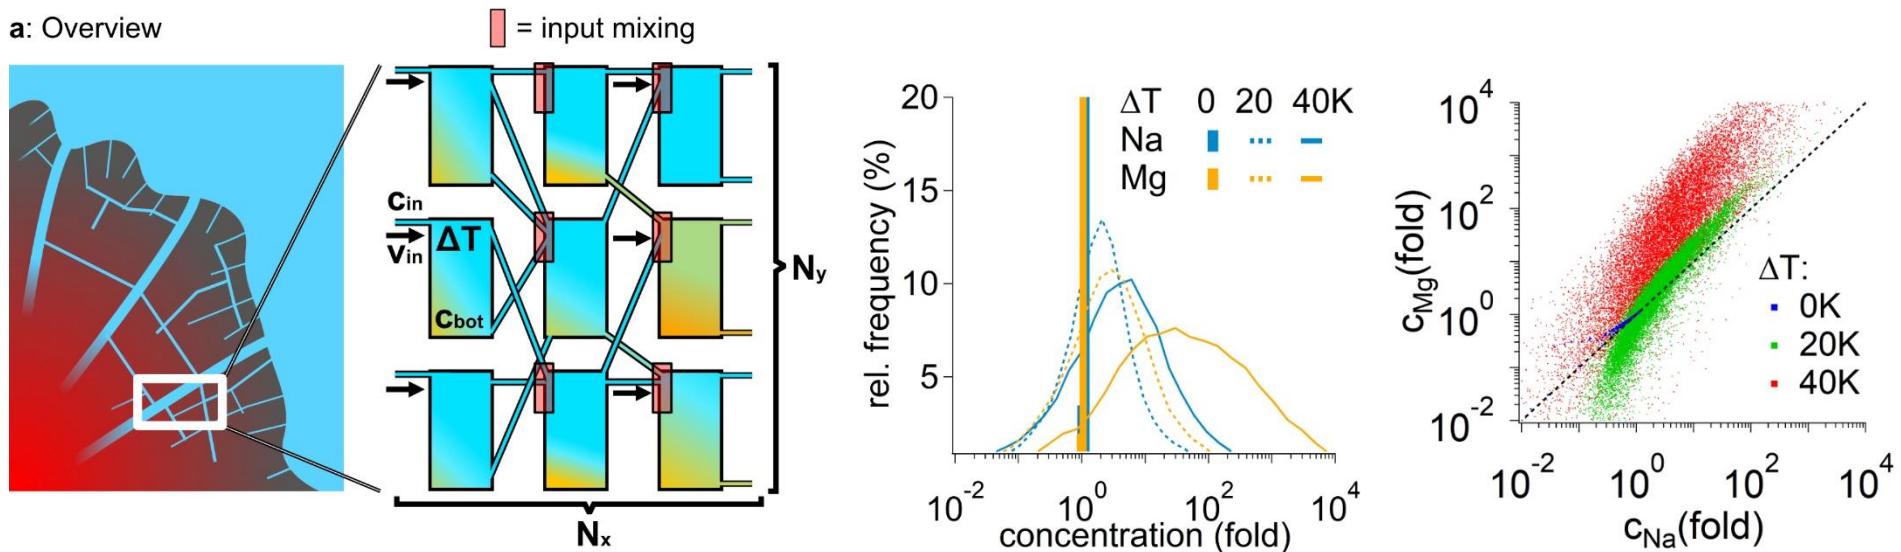 a: Overview
= input mixing
c_in
v_in
ΔT
c_bot
N_y
N_x
rel. frequency (%)
20
15
10
5
ΔT 0 20 40K
Na
Mg
10^-2 10^0 10^2 10^4
concentration (fold)
c_Mg(fold)
10^4
10^2
10^0
10^-2
ΔT:
0K
20K
40K
10^-2 10^0 10^2 10^4
c_Na(fold)